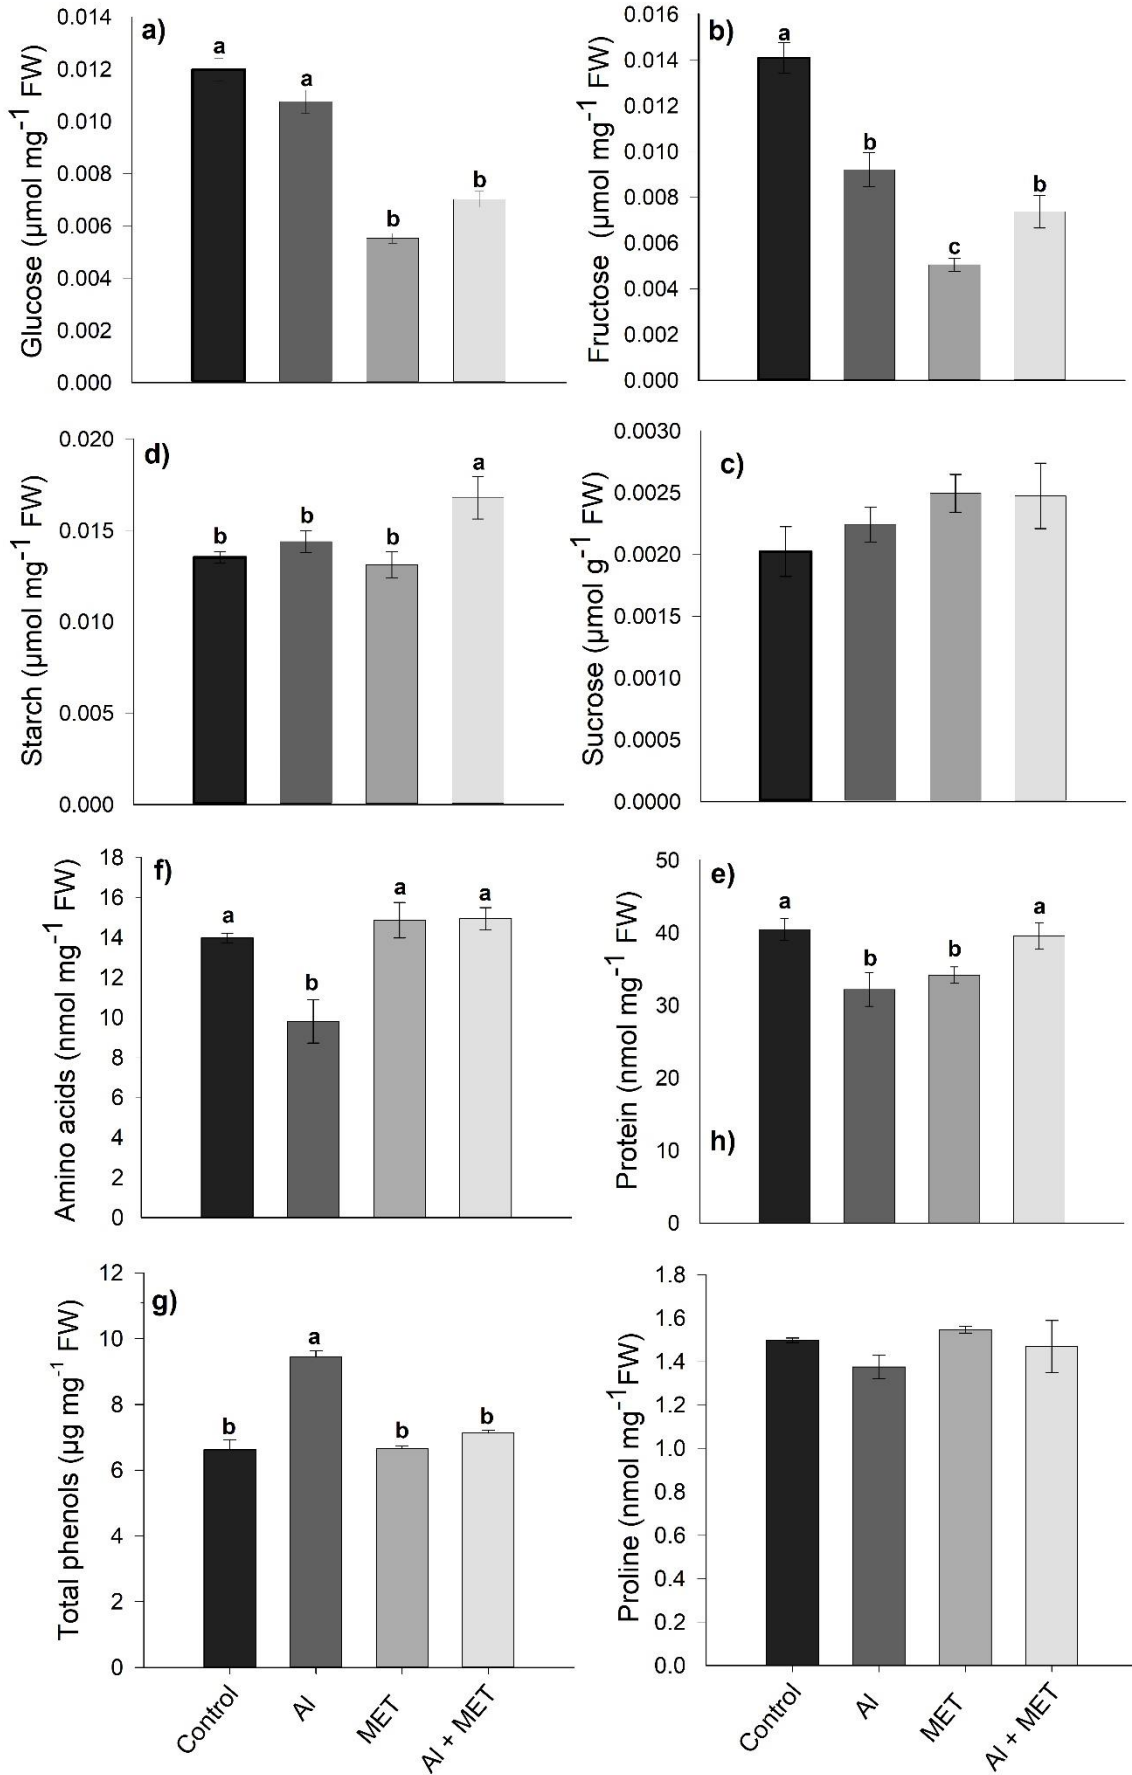 a)
Glucose (µmol mg⁻¹ FW)
0.014
0.012
0.010
0.008
0.006
0.004
0.002
0.000
a
a
b
b
b)
Fructose (µmol mg⁻¹ FW)
0.016
0.014
0.012
0.010
0.008
0.006
0.004
0.002
0.000
a
b
c
b
d)
Starch (µmol mg⁻¹ FW)
0.020
0.015
0.010
0.005
0.000
b
b
b
a
c)
Sucrose (µmol g⁻¹ FW)
0.0030
0.0025
0.0020
0.0015
0.0010
0.0005
0.0000
f)
Amino acids (nmol mg⁻¹ FW)
18
16
14
12
10
8
6
4
2
0
a
b
a
a
e)
Protein (nmol mg⁻¹ FW)
50
40
30
20
10
0
a
b
b
a
h)
g)
Total phenols (µg mg⁻¹ FW)
12
10
8
6
4
2
0
b
a
b
b
Control
Al
MET
Al + MET
Proline (nmol mg⁻¹FW)
1.8
1.6
1.4
1.2
1.0
0.8
0.6
0.4
0.2
0.0
Control
Al
MET
Al + MET